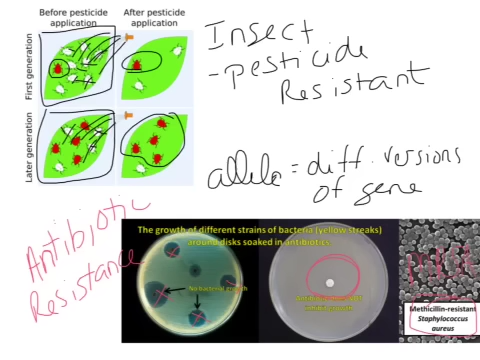 Before pesticide application
After pesticide application
First generation
Later generation
Insect
- Pesticide
Resistant
allele = diff. versions
of gene
Antibiotic
Resistance
The growth of different strains of bacteria (yellow streaks)
around disks soaked in antibiotics
No bacterial growth
Methicillin-resistant
Staphylococcus
aureus